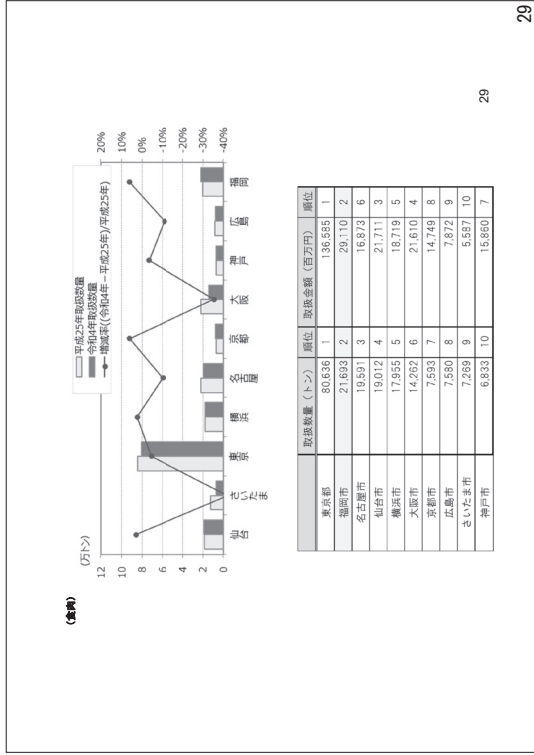 (食肉)
(万トン)
平成25年取扱数量
令和4年取扱数量
増減率((令和4年－平成25年)/平成25年)
12
10
8
6
4
2
0
20%
10%
0%
-10%
-20%
-30%
-40%
仙台
さいたま
東京
横浜
名古屋
京都
大阪
神戸
広島
福岡
取扱数量（トン） 順位 取扱金額（百万円） 順位
東京都 80,636 1 136,585 1
福岡市 21,693 2 29,110 2
名古屋市 19,591 3 16,873 6
仙台市 19,012 4 21,711 3
横浜市 17,955 5 18,719 5
大阪市 14,262 6 21,610 4
京都市 7,593 7 14,749 8
広島市 7,580 8 7,872 9
さいたま市 7,269 9 5,587 10
神戸市 6,833 10 15,860 7
29
29